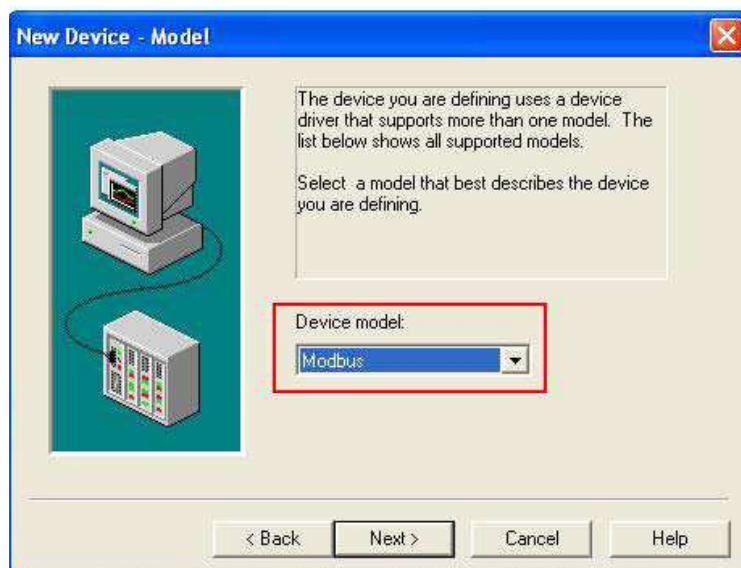 New Device - Model
The device you are defining uses a device
driver that supports more than one model. The
list below shows all supported models.
Select a model that best describes the device
you are defining.
Device model:
Modbus
< Back
Next >
Cancel
Help